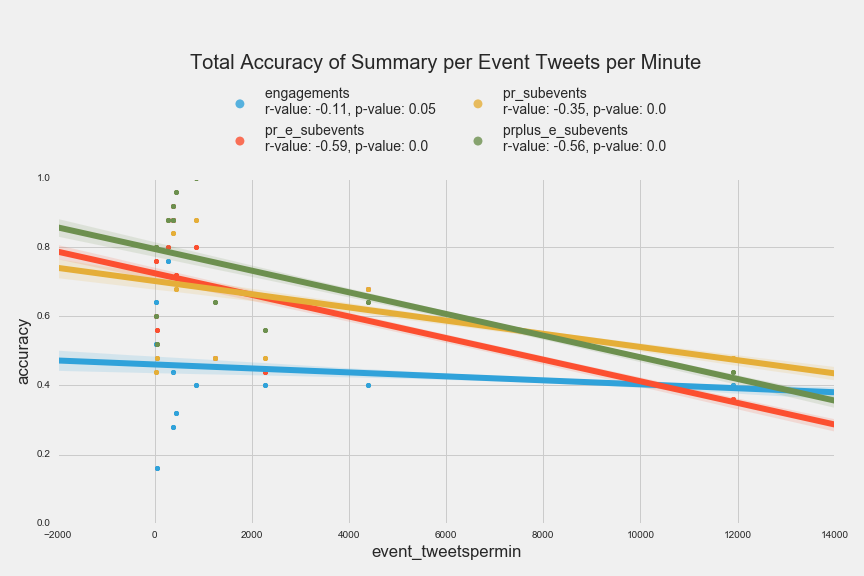 Total Accuracy of Summary per Event Tweets per Minute
engagements
r-value: -0.11, p-value: 0.05
pr_e_subevents
r-value: -0.59, p-value: 0.0
pr_subevents
r-value: -0.35, p-value: 0.0
prplus_e_subevents
r-value: -0.56, p-value: 0.0
accuracy
1.0
0.8
0.6
0.4
0.2
0.0
−2000 0 2000 4000 6000 8000 10000 12000 14000
event_tweetspermin